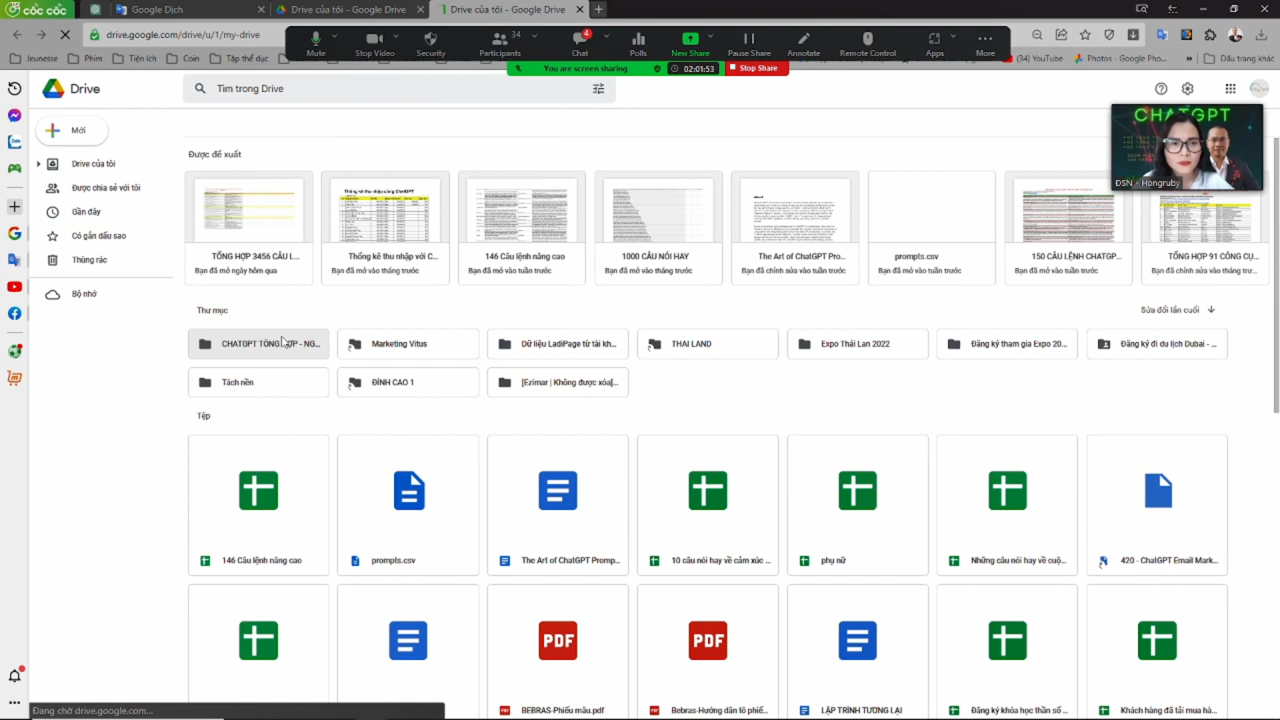 cốc cốc
Google Dịch
Drive của tôi - Google Drive
Drive của tôi - Google Drive
drive.google.com/drive/u/1/my-drive
Mute
Stop Video
Security
Participants
34
Chat
4
Polls
New Share
Pause Share
Annotate
Remote Control
Apps
More
You are screen sharing
02:01:53
Stop Share
Jeunesse
Phim
Tiện ích
Coin
Tập thể dục
(34) YouTube
Photos - Google Pho...
Dấu trang khác
Drive
Tìm trong Drive
Mới
Drive của tôi
Được chia sẻ với tôi
Gần đây
Có gắn dấu sao
Thùng rác
Bộ nhớ
CHATGPT
ĐSN - Hongruby
Được đề xuất
Thống kê thu nhập cùng ChatGPT
TỔNG HỢP 3456 CÂU L...
Bạn đã mở ngày hôm qua
Thống kê thu nhập với C...
Bạn đã mở vào tháng trước
146 Câu lệnh nâng cao
Bạn đã mở vào tuần trước
1000 CÂU NÓI HAY
Bạn đã mở vào tháng trước
The Art of ChatGPT Pro...
Bạn đã chỉnh sửa vào tuần trước
prompts.csv
Bạn đã mở vào tuần trước
150 CÂU LỆNH CHATGP...
Bạn đã mở vào tuần trước
TỔNG HỢP 91 CÔNG CỤ...
Bạn đã chỉnh sửa vào tháng trư...
Thư mục
Sửa đổi lần cuối
CHATGPT TỔNG HỢP - NG...
Marketing Vitus
Dữ liệu LadiPage từ tài kh...
THAI LAND
Expo Thái Lan 2022
Đăng ký tham gia Expo 20...
Đăng ký đi du lịch Dubai - ...
Tách nền
ĐỈNH CAO 1
[Ezimar | Không được xóa]...
Tệp
146 Câu lệnh nâng cao
prompts.csv
The Art of ChatGPT Promp...
10 câu nói hay về cảm xúc ...
phụ nữ
Những câu nói hay về cuộ...
420 - ChatGPT Email Mark...
PDF
PDF
BEBRAS-Phiếu màu.pdf
Bebras-Hướng dẫn tô phiế...
LẬP TRÌNH TƯƠNG LAI
Đăng ký khóa học thần số ...
Khách hàng đã tải mua hà...
Đang chờ drive.google.com...